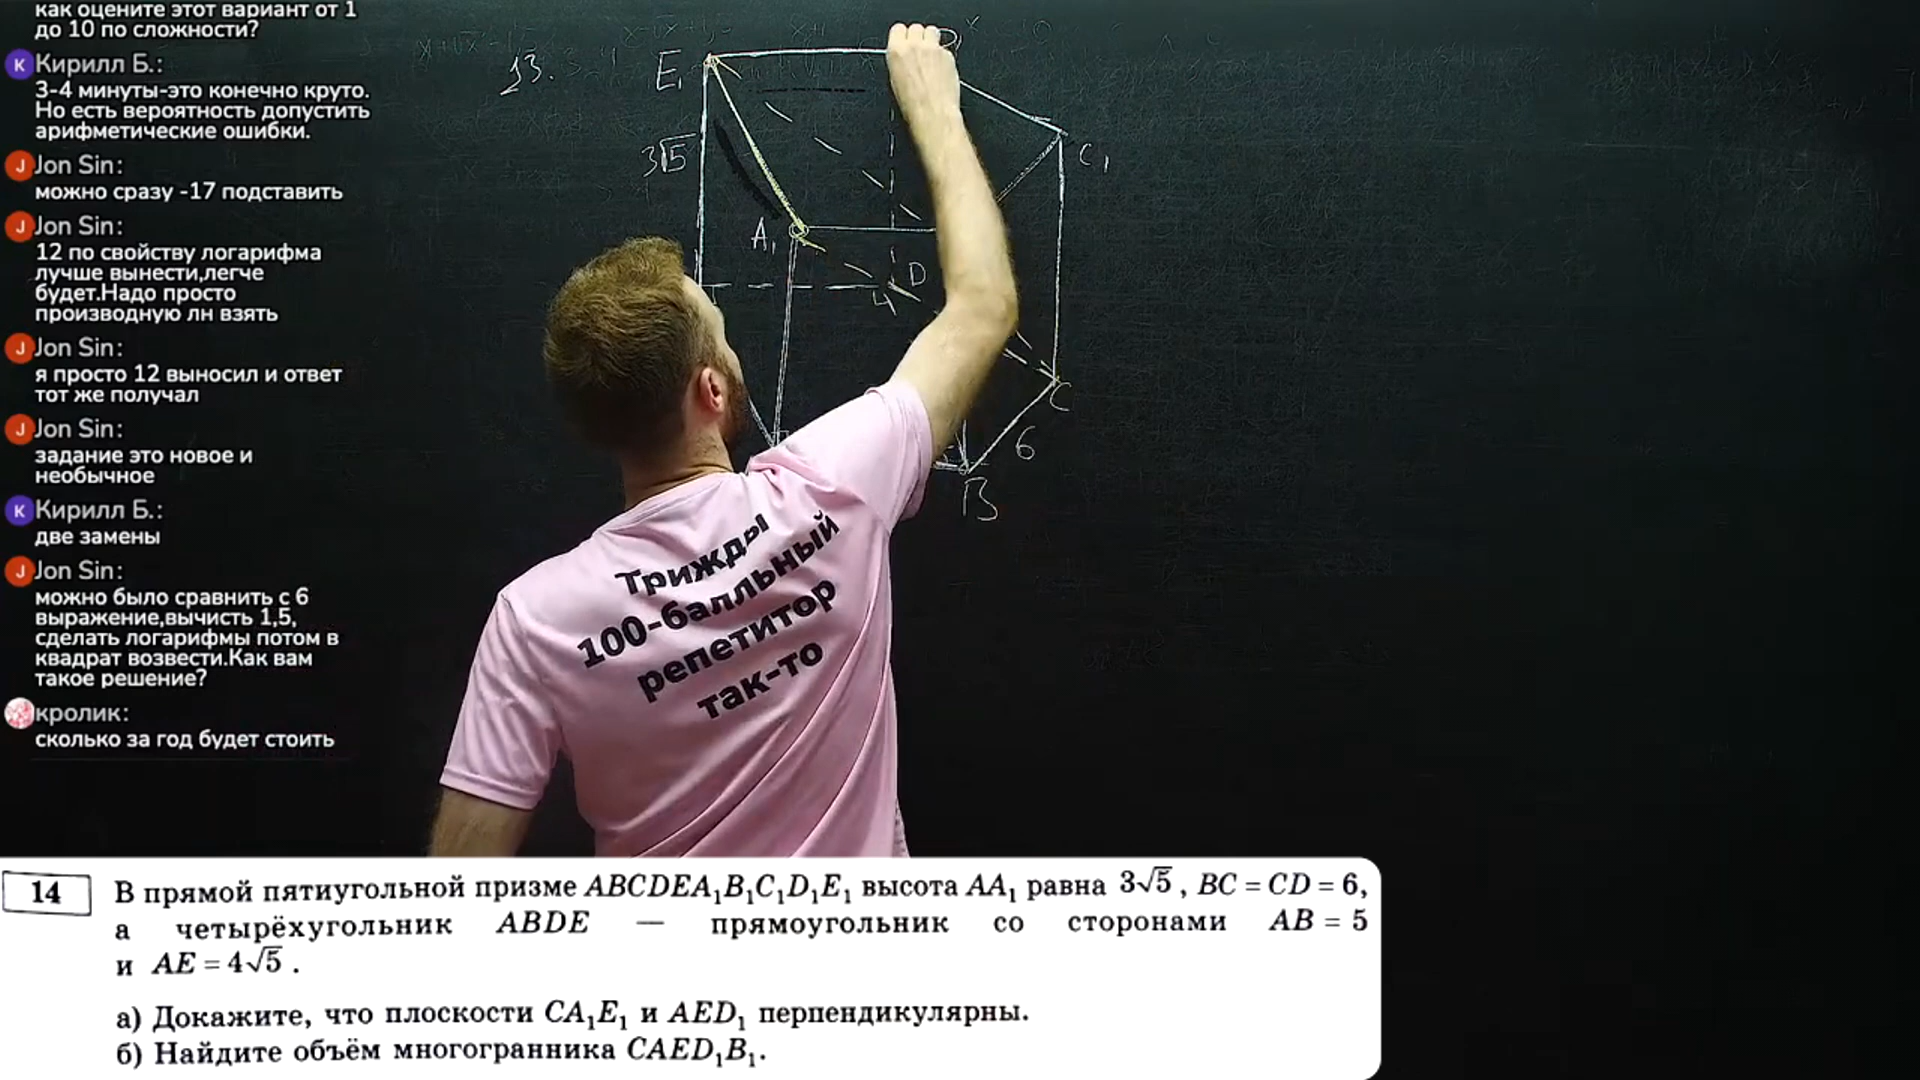 как оцените этот вариант от 1
до 10 по сложности?
К Кирилл Б.:
3-4 минуты-это конечно круто.
Но есть вероятность допустить
арифметические ошибки.
J Jon Sin:
можно сразу -17 подставить
J Jon Sin:
12 по свойству логарифма
лучше вынести,легче
будет.Надо просто
производную лн взять
J Jon Sin:
я просто 12 выносил и ответ
тот же получал
J Jon Sin:
задание это новое и
необычное
К Кирилл Б.:
две замены
J Jon Sin:
можно было сравнить с 6
выражение,вычисть 1,5,
сделать логарифмы потом в
квадрат возвести.Как вам
такое решение?
кролик:
сколько за год будет стоить
13.
E₁
C₁
3√5
A₁
D
C
6
B
Трижды
100-балльный
репетитор
так-то
14 В прямой пятиугольной призме ABCDEA₁B₁C₁D₁E₁ высота AA₁ равна 3√5, BC = CD = 6,
а четырёхугольник ABDE — прямоугольник со сторонами AB = 5
и AE = 4√5.
а) Докажите, что плоскости CA₁E₁ и AED₁ перпендикулярны.
б) Найдите объём многогранника CAED₁B₁.